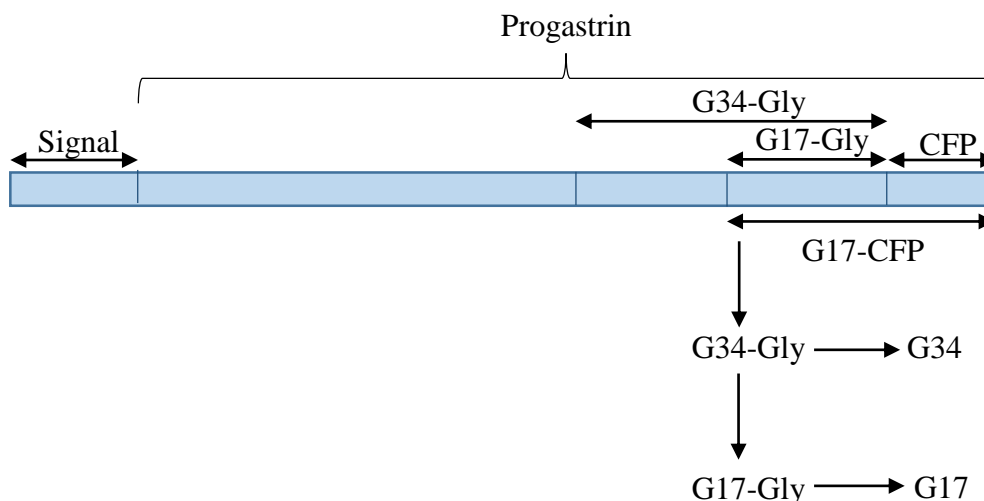 Progastrin
G34-Gly
Signal
G17-Gly
CFP
G17-CFP
G34-Gly
G34
G17-Gly
G17